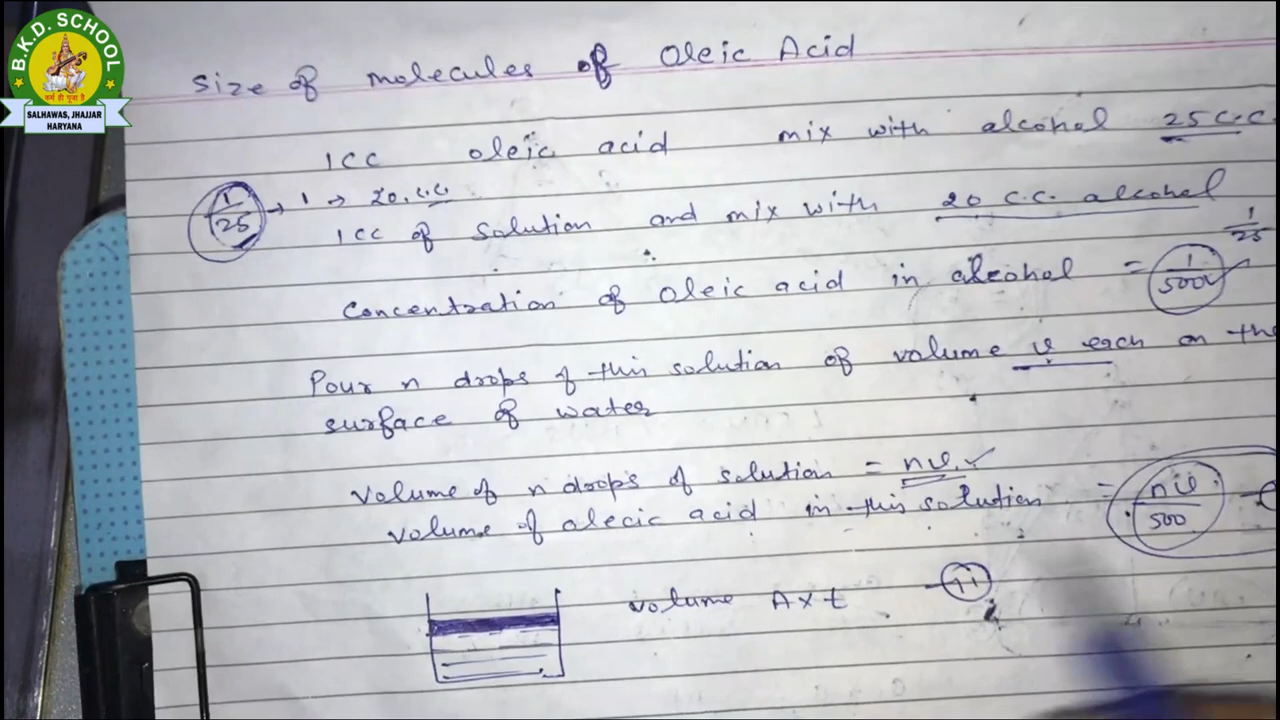 B.K.D. SCHOOL
कर्म ही पूजा है
SALHAWAS, JHAJJAR
HARYANA
Size of molecules of Oleic Acid
1CC oleic acid mix with alcohol 25 C.C.
1/25 → 1 → 20. C.C.
1CC of solution and mix with 20 C.C. alcohol
1/25
Concentration of oleic acid in alcohol = 1/500
Pour n drops of this solution of volume v each on the
surface of water
Volume of n drops of solution = nv.
Volume of olecic acid in this solution = nv/500
volume A×t - ii